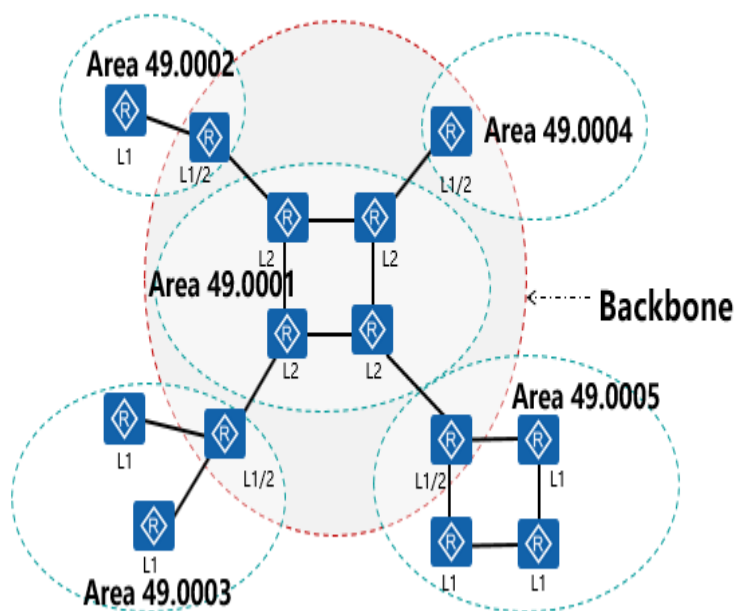 Area 49.0002
R
R
R
Area 49.0004
L1
L1/2
L1/2
R
R
L2
L2
Area 49.0001
Backbone
R
R
L2
L2
Area 49.0005
R
R
R
R
L1
L1/2
L1/2
L1
R
R
R
L1
L1
L1
Area 49.0003